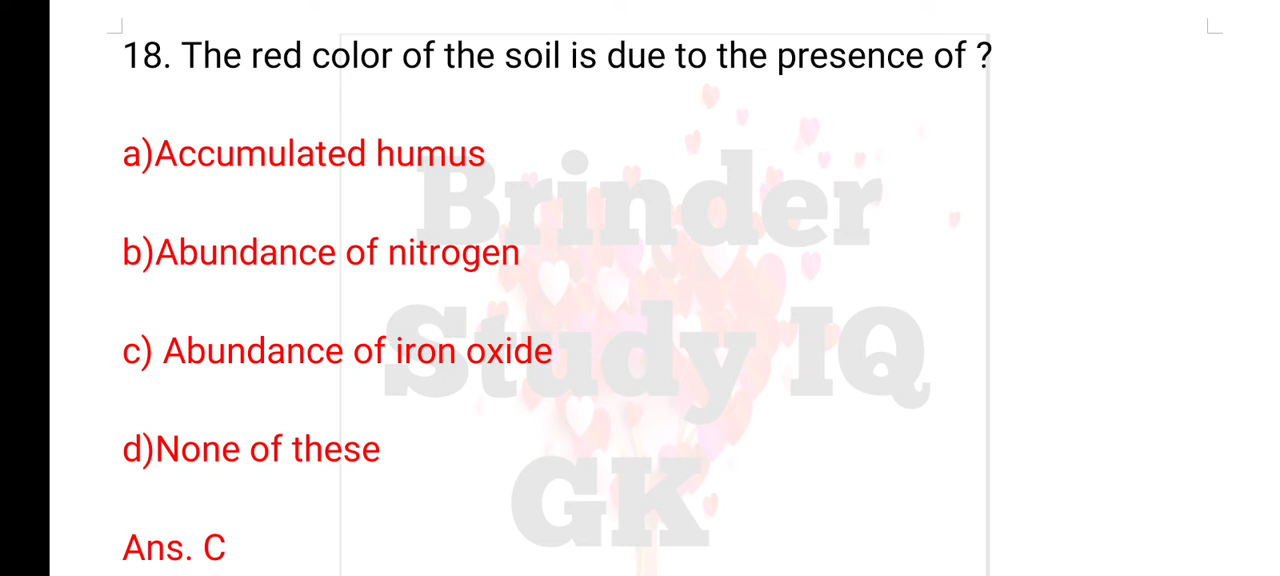 18. The red color of the soil is due to the presence of ?
a)Accumulated humus
b)Abundance of nitrogen
c) Abundance of iron oxide
d)None of these
Ans. C
Brinder
Study IQ
GK